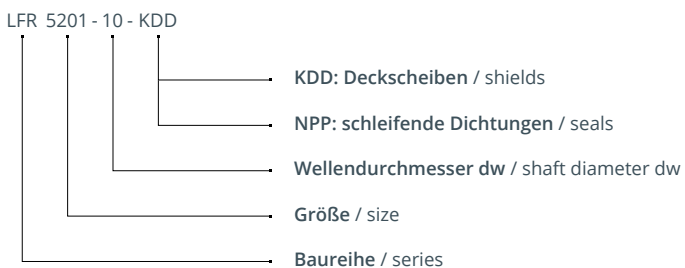 LFR 5201 - 10 - KDD
KDD: Deckscheiben / shields
NPP: schleifende Dichtungen / seals
Wellendurchmesser dw / shaft diameter dw
Größe / size
Baureihe / series